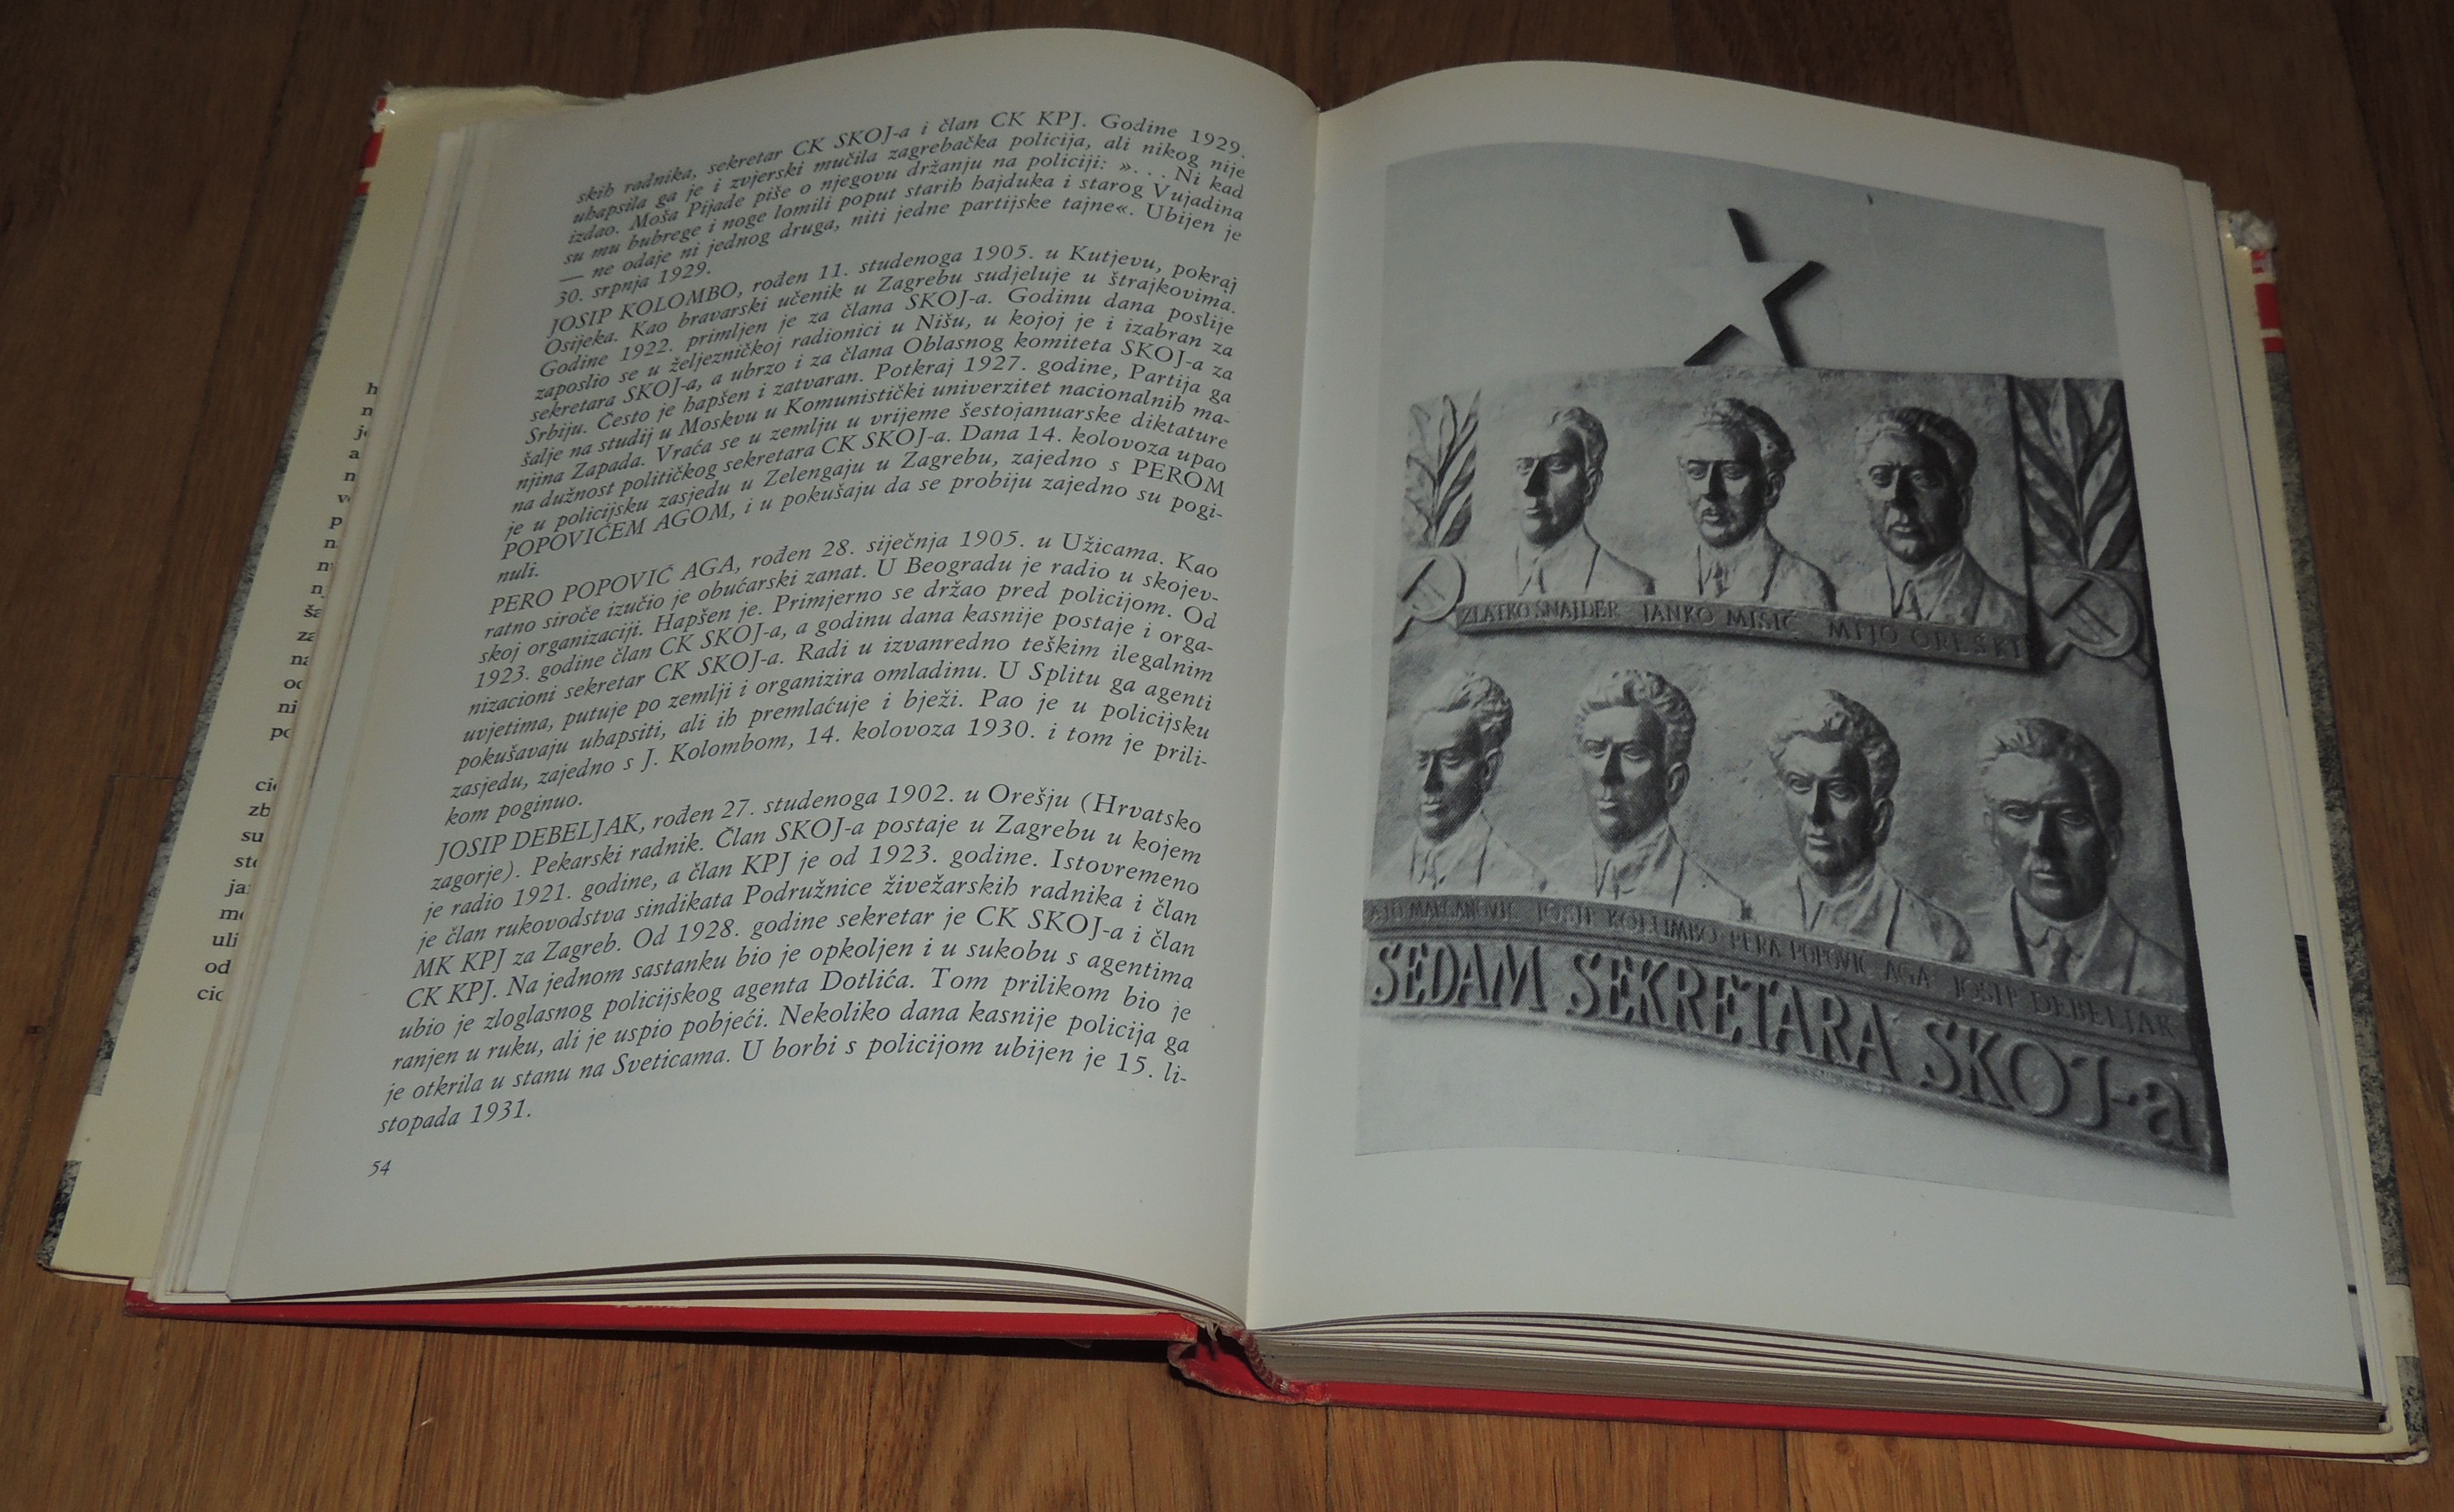 skih radnika, sekretar CK SKOJ-a i član CK KPJ. Godine 1929.
uhapsila ga je i zvjerski mučila zagrebačka policija, ali nikog nije
izdao. Moša Pijade piše o njegovu držanju na policiji: ». . . Ni kad
su mu bubrege i noge lomili poput starih hajduka i starog Vujadina
— ne odaje ni jednog druga, niti jedne partijske tajne«. Ubijen je
30. srpnja 1929.
JOSIP KOLOMBO, rođen 11. studenoga 1905. u Kutjevu, pokraj
Osijeka. Kao bravarski učenik u Zagrebu sudjeluje u štrajkovima.
Godine 1922. primljen je za člana SKOJ-a. Godinu dana poslije
zaposlio se u željezničkoj radionici u Nišu, u kojoj je i izabran za
sekretara SKOJ-a, a ubrzo i za člana Oblasnog komiteta SKOJ-a za
Srbiju. Često je hapšen i zatvaran. Potkraj 1927. godine, Partija ga
šalje na studij u Moskvu u Komunistički univerzitet nacionalnih ma-
njina Zapada. Vraća se u zemlju u vrijeme šestojanuarske diktature
na dužnost političkog sekretara CK SKOJ-a. Dana 14. kolovoza upao
je u policijsku zasjedu u Zelengaju u Zagrebu, zajedno s PEROM
POPOVIĆEM AGOM, i u pokušaju da se probiju zajedno su pogi-
nuli.
PERO POPOVIĆ AGA, rođen 28. siječnja 1905. u Užicama. Kao
ratno siroče izučio je obućarski zanat. U Beogradu je radio u skojev-
skoj organizaciji. Hapšen je. Primjerno se držao pred policijom. Od
1923. godine član CK SKOJ-a, a godinu dana kasnije postaje i orga-
nizacioni sekretar CK SKOJ-a. Radi u izvanredno teškim ilegalnim
uvjetima, putuje po zemlji i organizira omladinu. U Splitu ga agenti
pokušavaju uhapsiti, ali ih premlaćuje i bježi. Pao je u policijsku
zasjedu, zajedno s J. Kolombom, 14. kolovoza 1930. i tom je prili-
kom poginuo.
JOSIP DEBELJAK, rođen 27. studenoga 1902. u Orešju (Hrvatsko
zagorje). Pekarski radnik. Član SKOJ-a postaje u Zagrebu u kojem
je radio 1921. godine, a član KPJ je od 1923. godine. Istovremeno
je član rukovodstva sindikata Podružnice živežarskih radnika i član
MK KPJ za Zagreb. Od 1928. godine sekretar je CK SKOJ-a i član
CK KPJ. Na jednom sastanku bio je opkoljen i u sukobu s agentima
ubio je zloglasnog policijskog agenta Dotlića. Tom prilikom bio je
ranjen u ruku, ali je uspio pobjeći. Nekoliko dana kasnije policija ga
je otkrila u stanu na Sveticama. U borbi s policijom ubijen je 15. li-
stopada 1931.
54
ZLATKO ŠNAJDER JANKO MIŠIĆ MIJO OREŠKI
JOSIP KOLUMBO PERA POPOVIĆ AGA JOSIP DEBELJAK
SEDAM SEKRETARA SKOJ-a